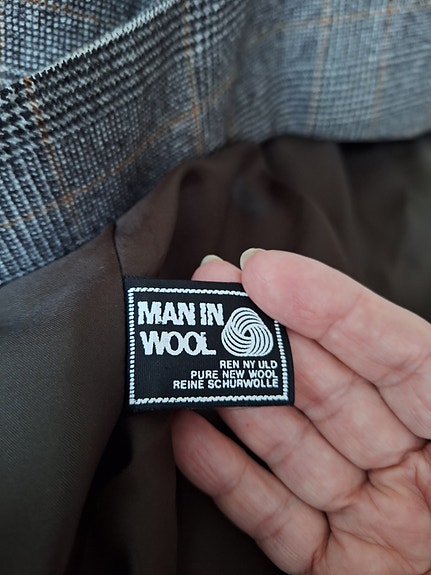 MAN IN
WOOL
REN NY ULD
PURE NEW WOOL
REINE SCHURWOLLE